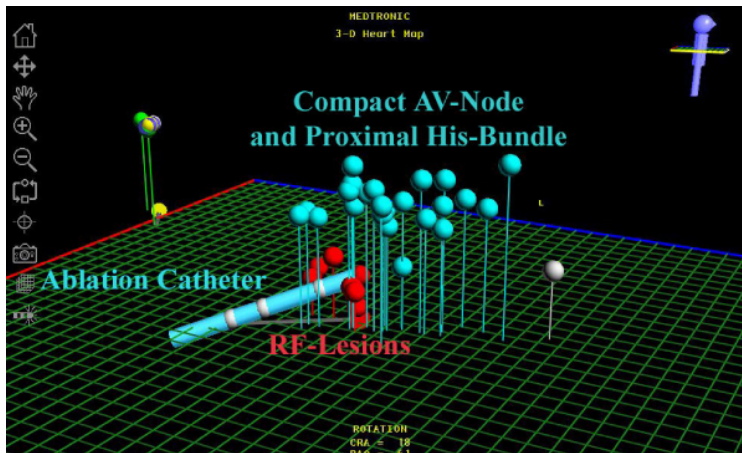 MEDTRONIC
3-D Heart Map
Compact AV-Node
and Proximal His-Bundle
L
Ablation Catheter
RF-Lesions
ROTATION
CRA = 18